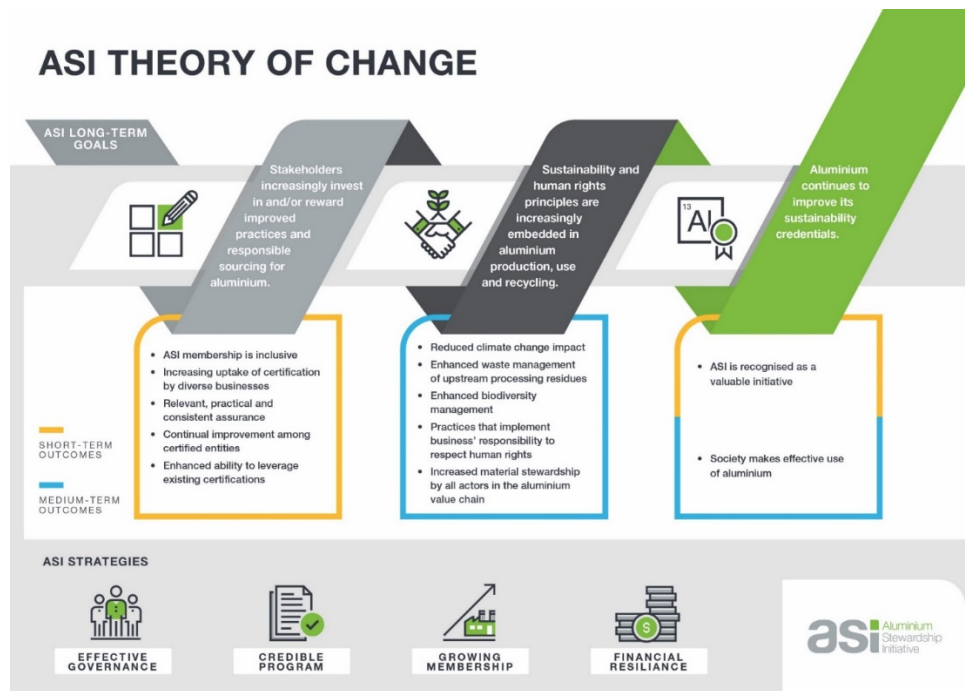 ASI THEORY OF CHANGE
ASI LONG-TERM
GOALS
Stakeholders
increasingly invest
in and/or reward
improved
practices and
responsible
sourcing for
aluminium.
Sustainability and
human rights
principles are
increasingly
embedded in
aluminium
production, use
and recycling.
13
Al
Aluminium
continues to
improve its
sustainability
credentials.
• ASI membership is inclusive
• Increasing uptake of certification
by diverse businesses
• Relevant, practical and
consistent assurance
• Continual improvement among
certified entities
• Enhanced ability to leverage
existing certifications
• Reduced climate change impact
• Enhanced waste management
of upstream processing residues
• Enhanced biodiversity
management
• Practices that implement
business' responsibility to
respect human rights
• Increased material stewardship
by all actors in the aluminium
value chain
• ASI is recognised as a
valuable initiative
• Society makes effective use
of aluminium
SHORT-TERM
OUTCOMES
MEDIUM-TERM
OUTCOMES
ASI STRATEGIES
EFFECTIVE
GOVERNANCE
CREDIBLE
PROGRAM
GROWING
MEMBERSHIP
$
FINANCIAL
RESILIANCE
asi
Aluminium
Stewardship
Initiative